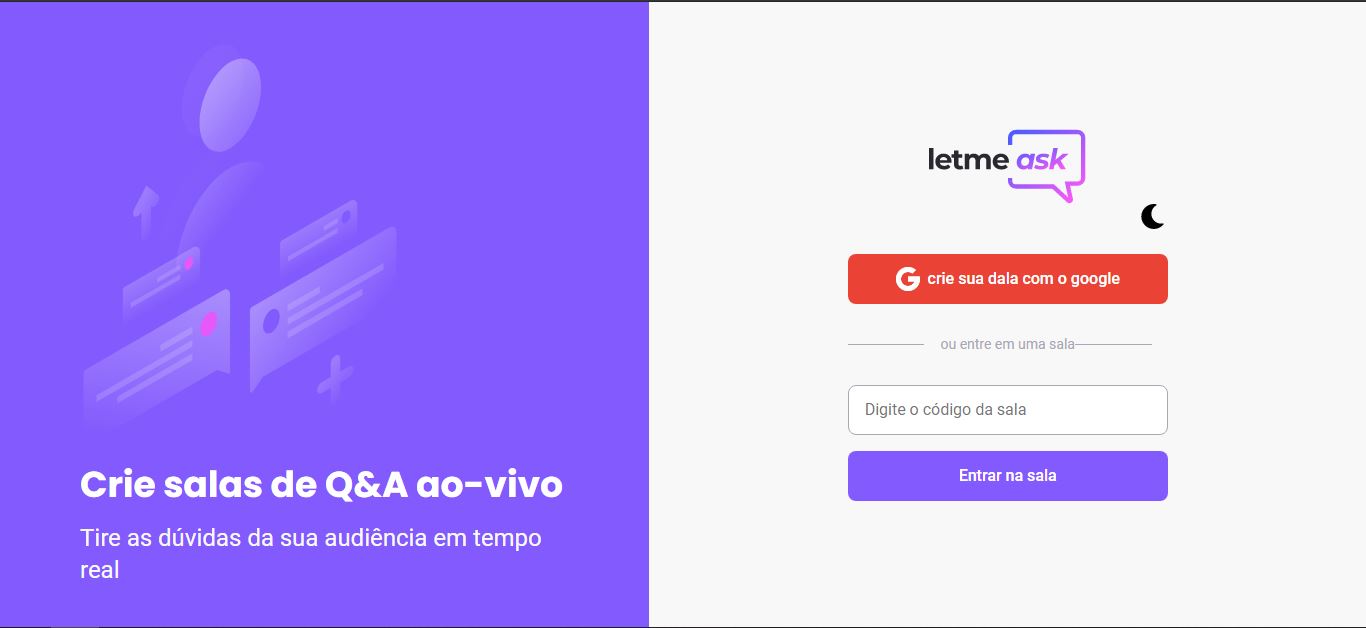 Crie salas de Q&A ao-vivo
Tire as dúvidas da sua audiência em tempo
real
letme ask
crie sua dala com o google
ou entre em uma sala
Digite o código da sala
Entrar na sala